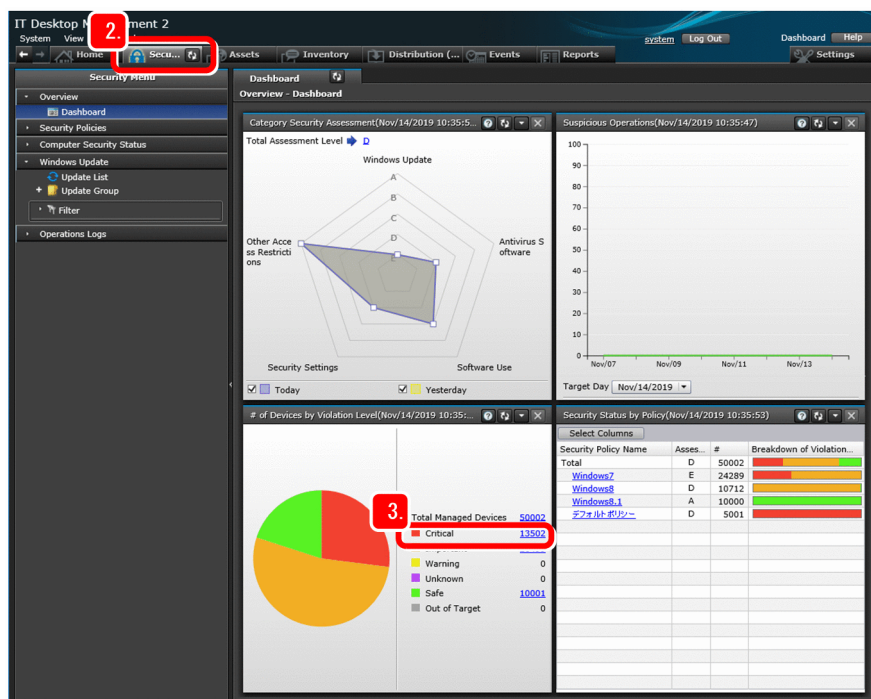 IT Desktop M ment 2
System View
system Log Out Dashboard Help
Home Secu... Assets Inventory Distribution (... Events Reports Settings
2.
Security Menu
Overview
Dashboard
Security Policies
Computer Security Status
Windows Update
Update List
Update Group
Filter
Operations Logs
Dashboard
Overview - Dashboard
Category Security Assessment(Nov/14/2019 10:35:5...
Total Assessment Level D
Windows Update
A
B
C
D
E
Other Acce
ss Restricti
ons
Antivirus S
oftware
Security Settings
Software Use
Today Yesterday
Suspicious Operations(Nov/14/2019 10:35:47)
100
90
80
70
60
50
40
30
20
10
0
Nov/07 Nov/09 Nov/11 Nov/13
Target Day Nov/14/2019
# of Devices by Violation Level(Nov/14/2019 10:35:...
3.
Total Managed Devices 50002
Critical 13502
Warning 0
Unknown 0
Safe 10001
Out of Target 0
Security Status by Policy(Nov/14/2019 10:35:53)
Select Columns
Security Policy Name Asses... # Breakdown of Violation...
Total D 50002
Windows7 E 24289
Windows8 D 10712
Windows8.1 A 10000
デフォルトポリシー D 5001